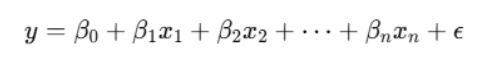 y = β₀ + β₁x₁ + β₂x₂ + ⋯ + βₙxₙ + ϵ